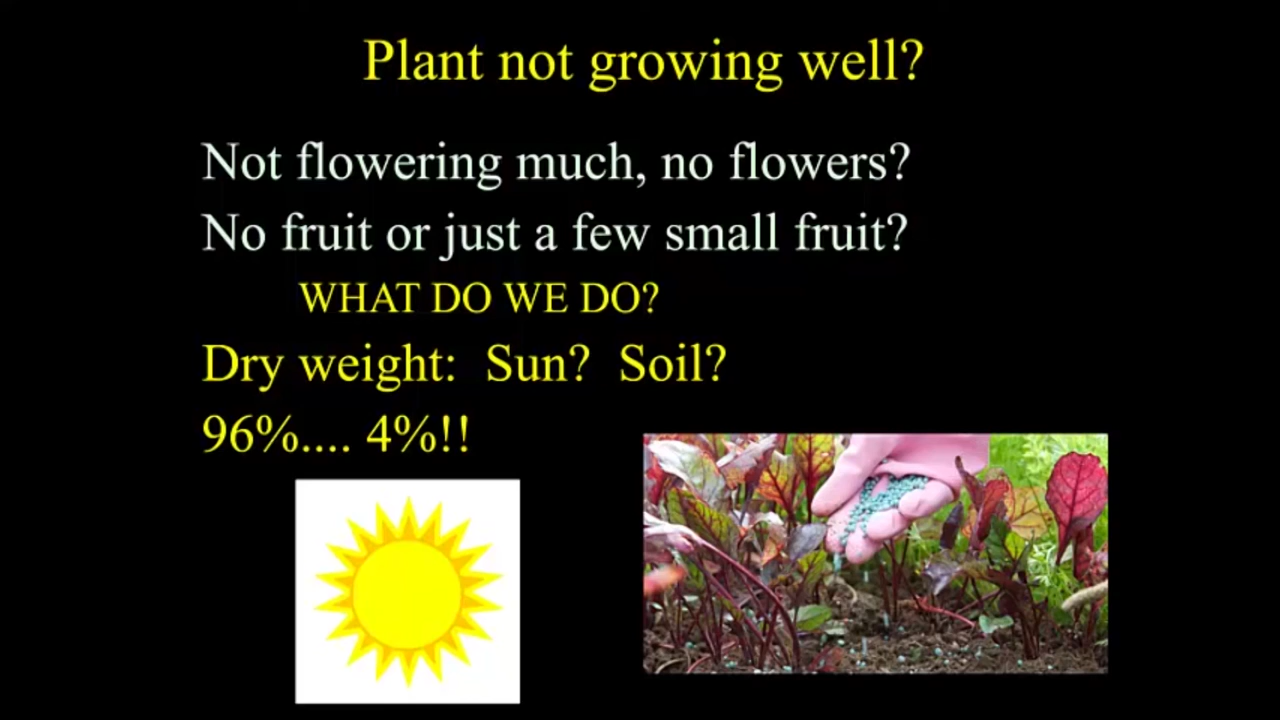 Plant not growing well?
Not flowering much, no flowers?
No fruit or just a few small fruit?
WHAT DO WE DO?
Dry weight:  Sun?  Soil?
96%.... 4%!!